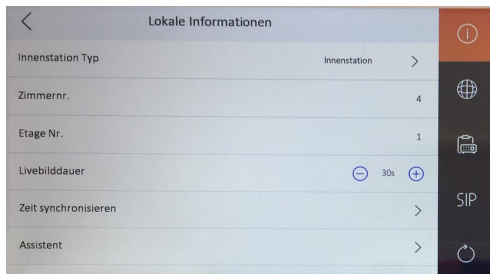 Lokale Informationen
Innenstation Typ Innenstation
Zimmernr. 4
Etage Nr. 1
Livebilddauer 30s
Zeit synchronisieren
Assistent
SIP